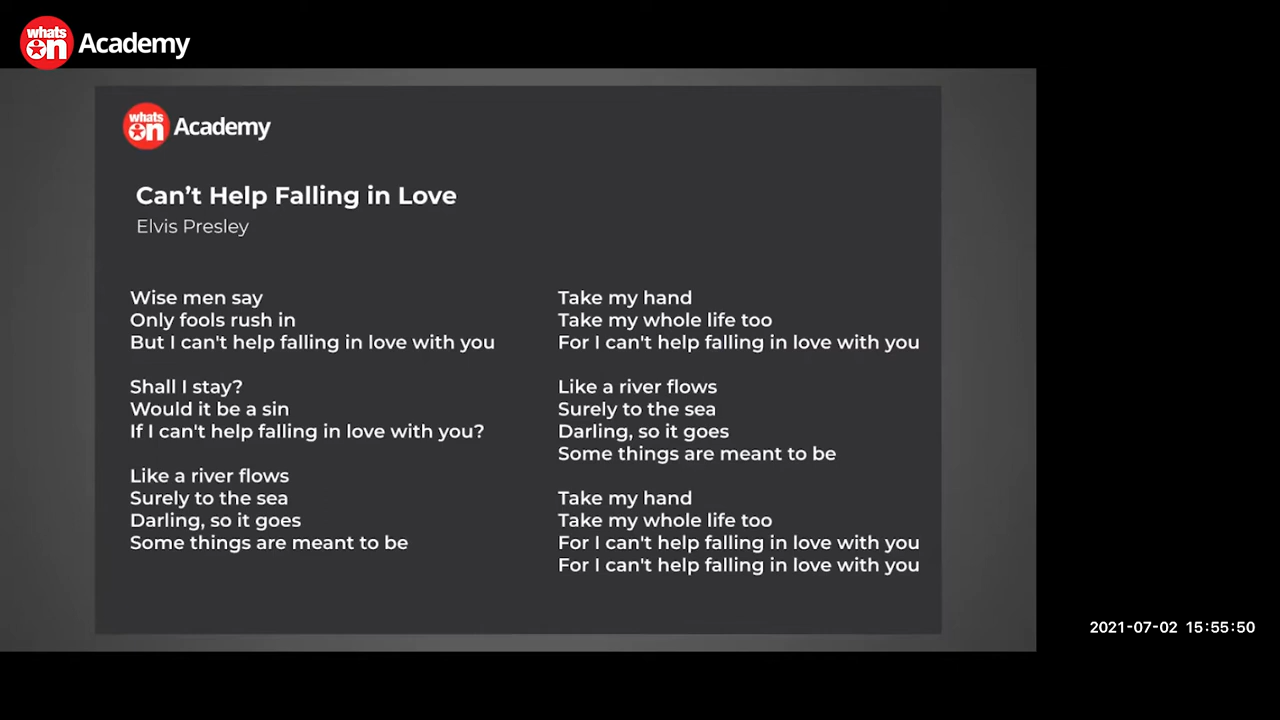 whats on Academy
whats on Academy
Can’t Help Falling in Love
Elvis Presley
Wise men say
Only fools rush in
But I can't help falling in love with you
Shall I stay?
Would it be a sin
If I can't help falling in love with you?
Like a river flows
Surely to the sea
Darling, so it goes
Some things are meant to be
Take my hand
Take my whole life too
For I can't help falling in love with you
Like a river flows
Surely to the sea
Darling, so it goes
Some things are meant to be
Take my hand
Take my whole life too
For I can't help falling in love with you
For I can't help falling in love with you
2021-07-02 15:55:50